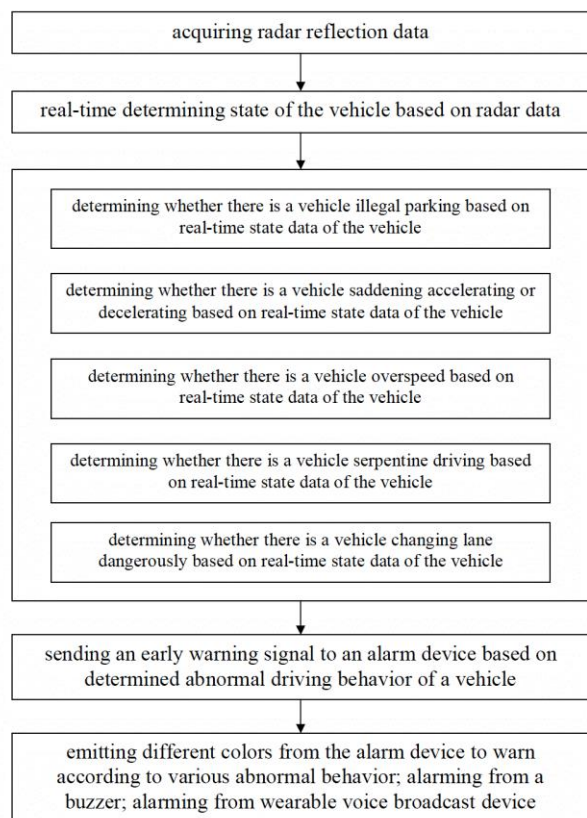 acquiring radar reflection data
real-time determining state of the vehicle based on radar data
determining whether there is a vehicle illegal parking based on
real-time state data of the vehicle
determining whether there is a vehicle saddening accelerating or
decelerating based on real-time state data of the vehicle
determining whether there is a vehicle overspeed based on
real-time state data of the vehicle
determining whether there is a vehicle serpentine driving based
on real-time state data of the vehicle
determining whether there is a vehicle changing lane
dangerously based on real-time state data of the vehicle
sending an early warning signal to an alarm device based on
determined abnormal driving behavior of a vehicle
emitting different colors from the alarm device to warn
according to various abnormal behavior; alarming from a
buzzer; alarming from wearable voice broadcast device